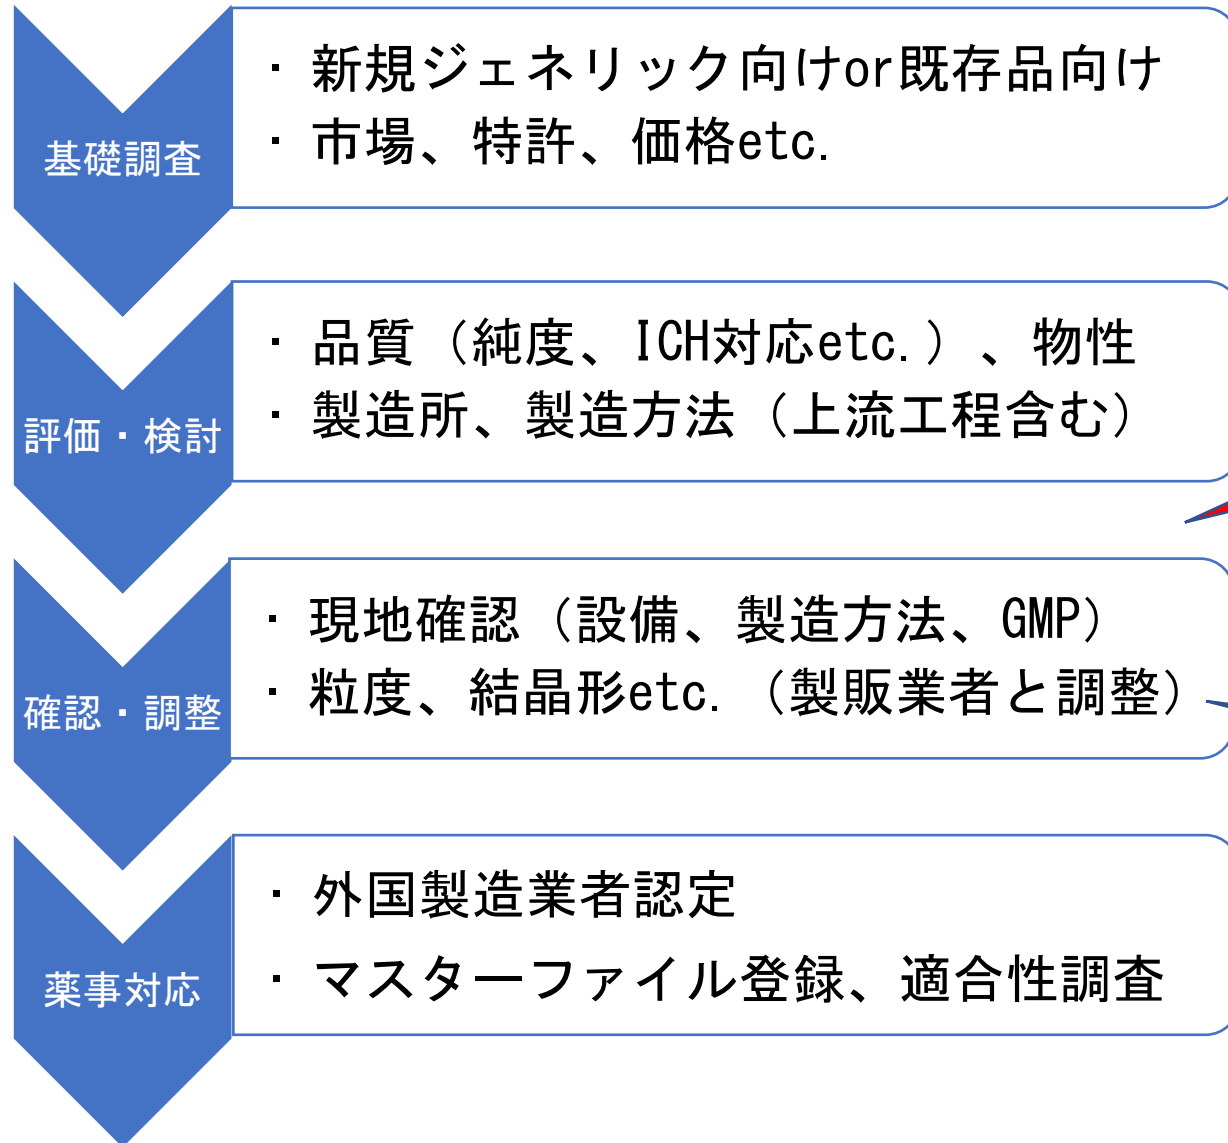 基礎調査
・新規ジェネリック向けor既存品向け
・市場、特許、価格etc.
評価・検討
・品質（純度、ICH対応etc.）、物性
・製造所、製造方法（上流工程含む）
確認・調整
・現地確認（設備、製造方法、GMP）
・粒度、結晶形etc.（製販業者と調整）
薬事対応
・外国製造業者認定
・マスターファイル登録、適合性調査